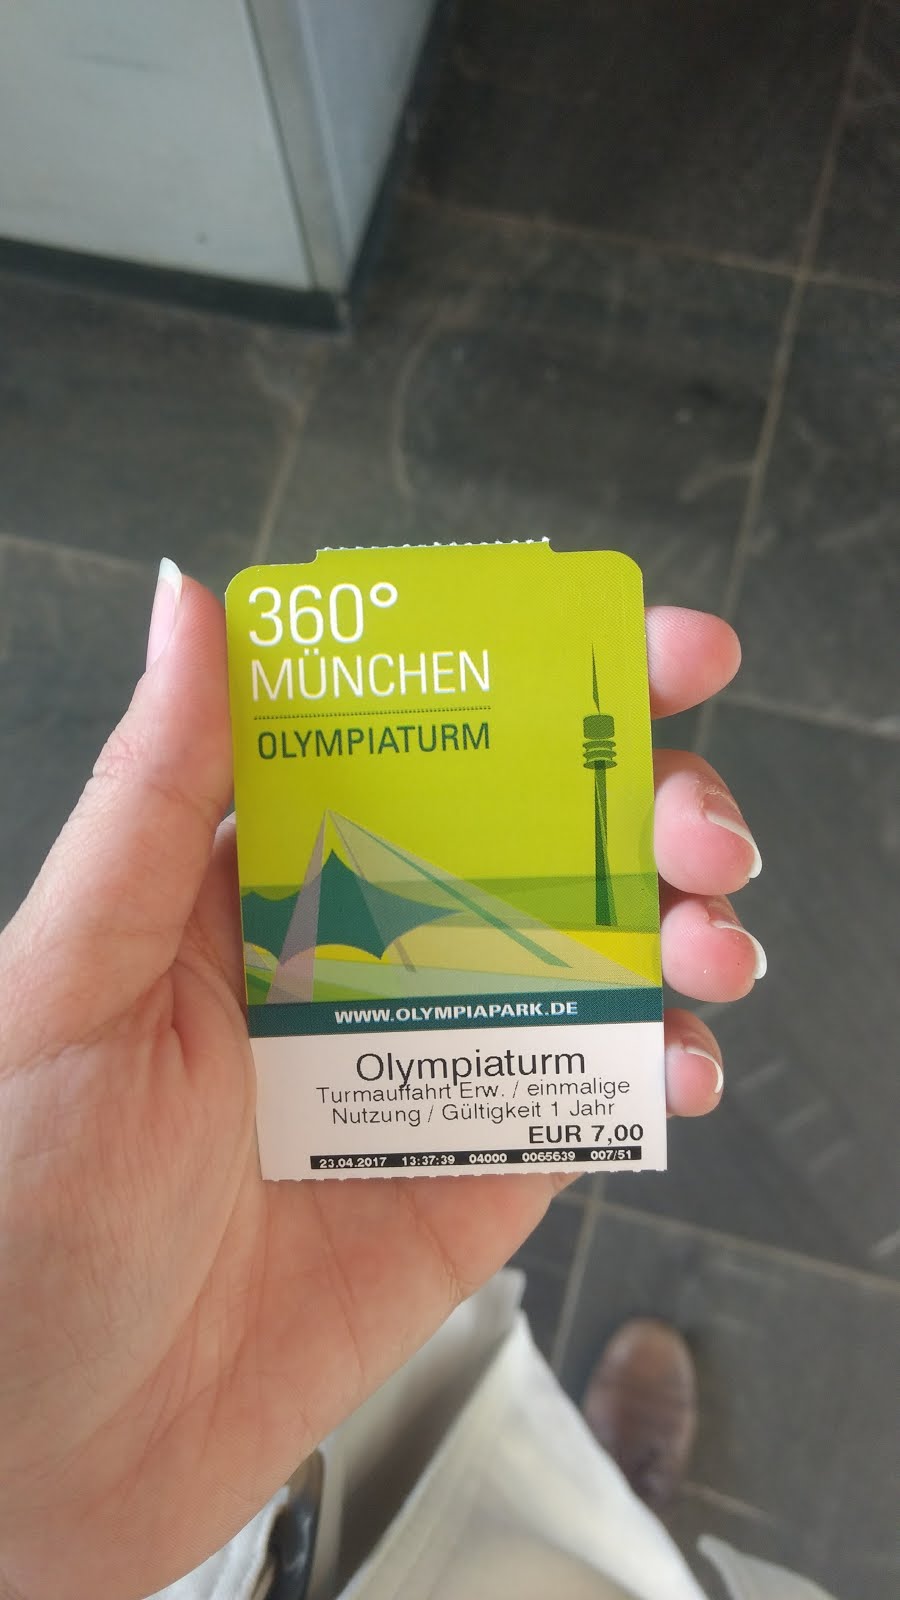 360°
MÜNCHEN
OLYMPIATURM
WWW.OLYMPIAPARK.DE
Olympiaturm
Turmauffahrt Erw. / einmalige
Nutzung / Gültigkeit 1 Jahr
EUR 7,00
23.04.2017 13:37:39 04000 0065639 007/51